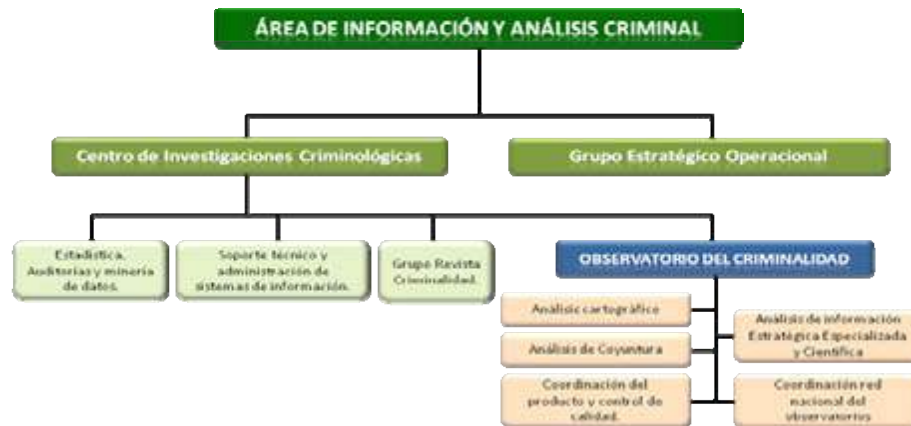 ÁREA DE INFORMACIÓN Y ANÁLISIS CRIMINAL
Centro de Investigaciones Criminológicas
Grupo Estratégico Operacional
Estadística,
Auditorias y minería
de datos.
Soporte técnico y
administración de
sistemas de información.
Grupo Revista
Criminalidad.
OBSERVATORIO DEL CRIMINALIDAD
Análisis cartográfico
Análisis de Coyuntura
Coordinación del
producto y control de
calidad.
Análisis de información
Estratégica Especializada
y Científica
Coordinación red
nacional del
observatorios